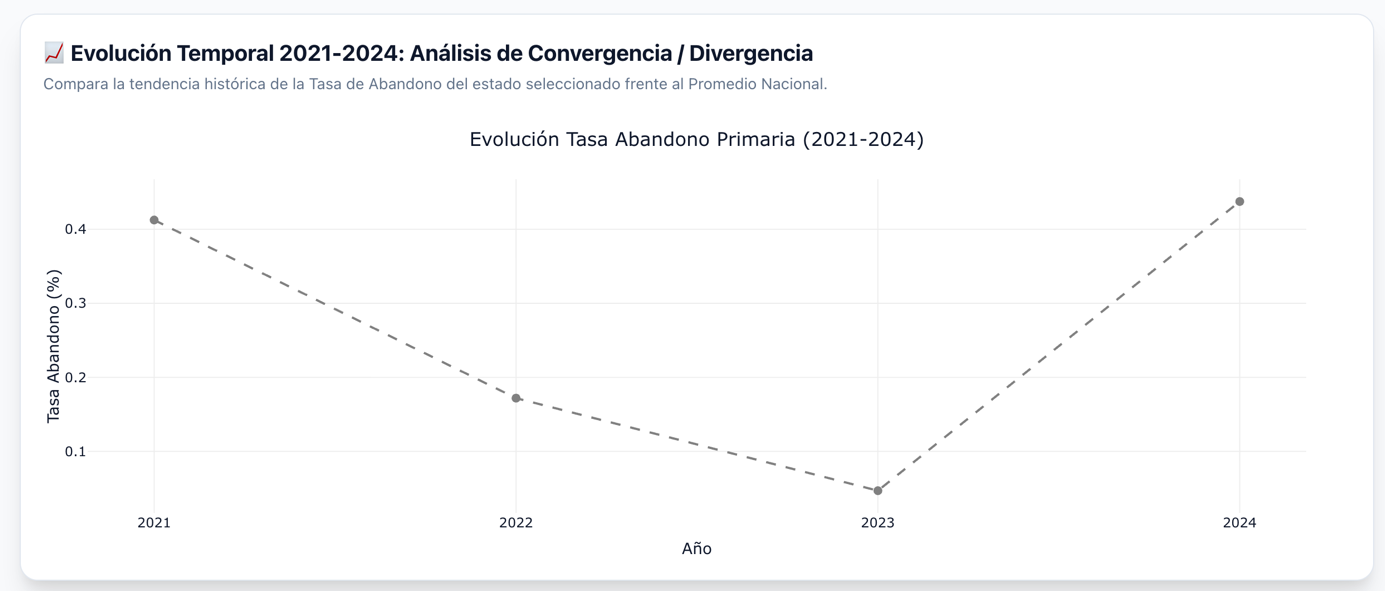 📈 Evolución Temporal 2021-2024: Análisis de Convergencia / Divergencia
Compara la tendencia histórica de la Tasa de Abandono del estado seleccionado frente al Promedio Nacional.
Evolución Tasa Abandono Primaria (2021-2024)
Tasa Abandono (%)
0.4
0.3
0.2
0.1
2021 2022 2023 2024
Año